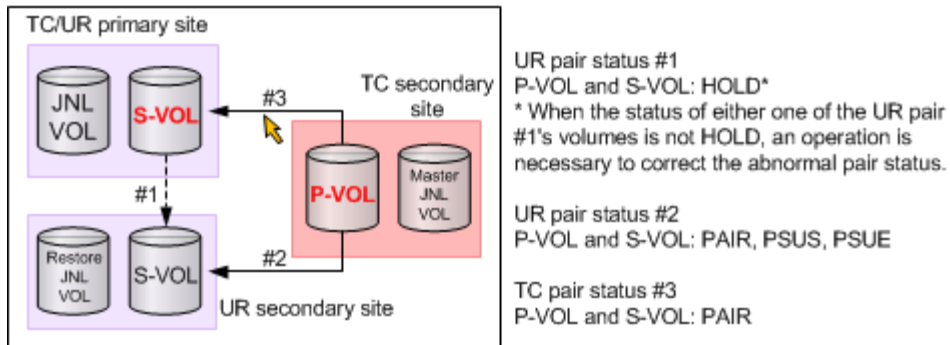 TC/UR primary site
JNL
VOL
S-VOL
#3
TC secondary
site
#1
P-VOL
Master
JNL
VOL
Restore
JNL
VOL
S-VOL
#2
UR secondary site
UR pair status #1
P-VOL and S-VOL: HOLD*
* When the status of either one of the UR pair
#1's volumes is not HOLD, an operation is
necessary to correct the abnormal pair status.
UR pair status #2
P-VOL and S-VOL: PAIR, PSUS, PSUE
TC pair status #3
P-VOL and S-VOL: PAIR